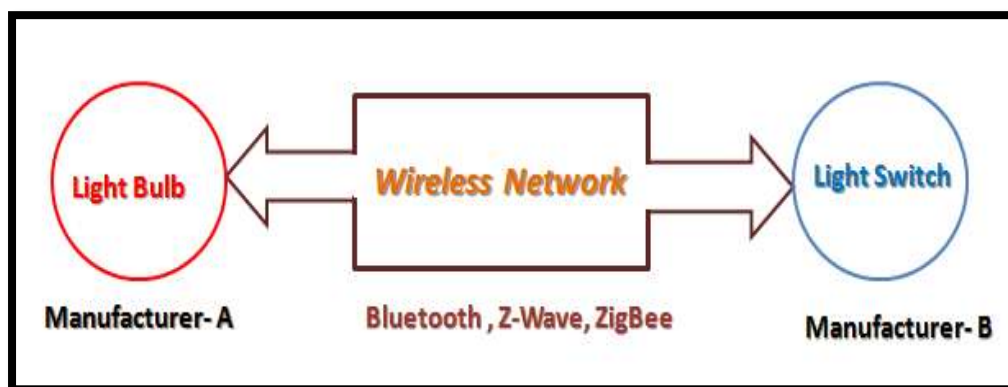 Light Bulb
Wireless Network
Light Switch
Manufacturer- A
Bluetooth , Z-Wave, ZigBee
Manufacturer- B